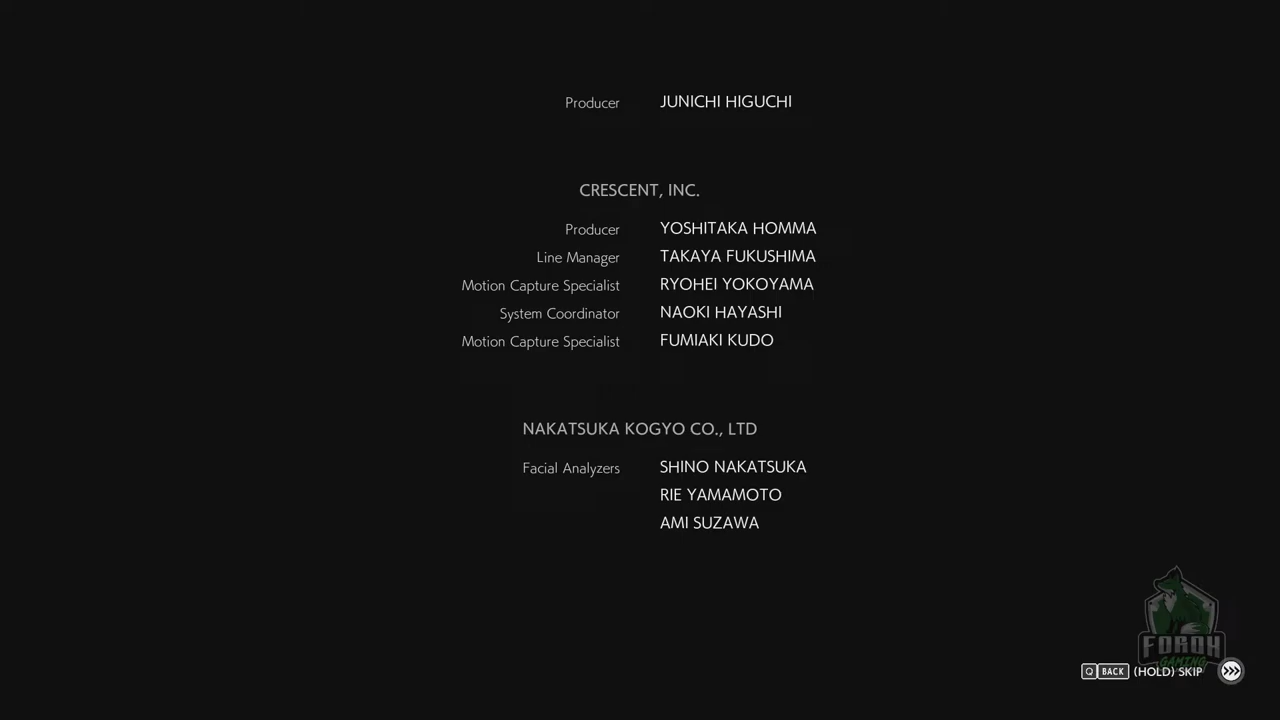 Producer JUNICHI HIGUCHI
CRESCENT, INC.
Producer YOSHITAKA HOMMA
Line Manager TAKAYA FUKUSHIMA
Motion Capture Specialist RYOHEI YOKOYAMA
System Coordinator NAOKI HAYASHI
Motion Capture Specialist FUMIAKI KUDO
NAKATSUKA KOGYO CO., LTD
Facial Analyzers SHINO NAKATSUKA
RIE YAMAMOTO
AMI SUZAWA
FOROH
GAMING
Q BACK (HOLD) SKIP